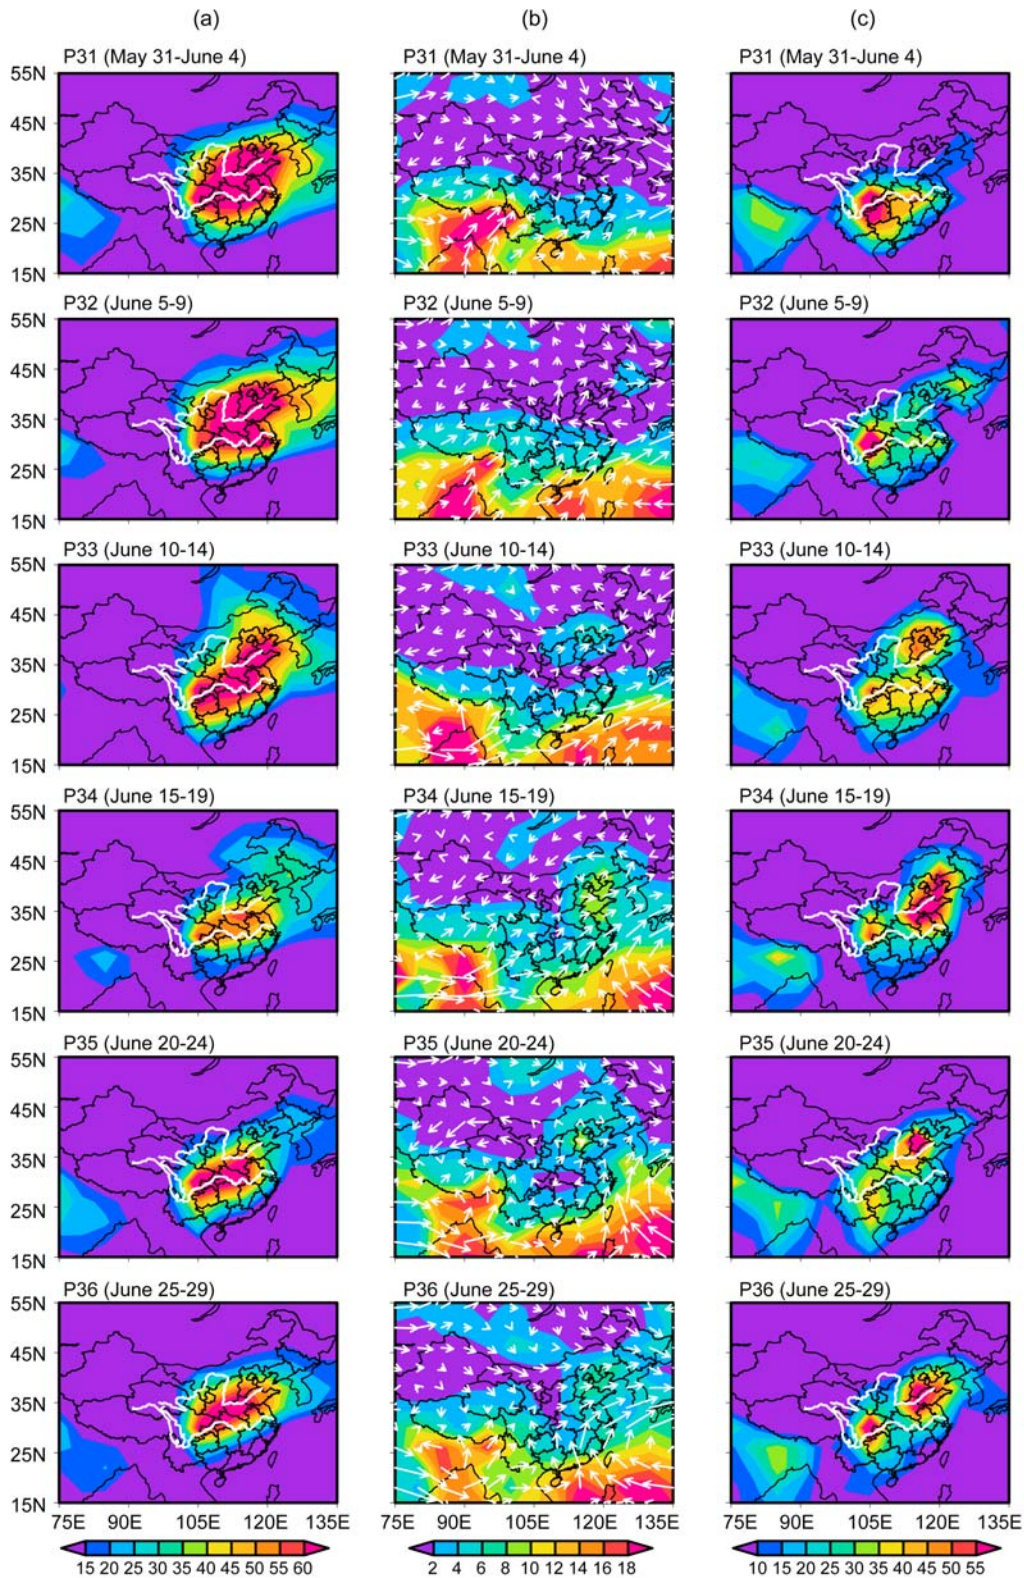 (a) (b) (c)
P31 (May 31-June 4) P31 (May 31-June 4) P31 (May 31-June 4)
55N
45N
35N
25N
15N
P32 (June 5-9) P32 (June 5-9) P32 (June 5-9)
55N
45N
35N
25N
15N
P33 (June 10-14) P33 (June 10-14) P33 (June 10-14)
55N
45N
35N
25N
15N
P34 (June 15-19) P34 (June 15-19) P34 (June 15-19)
55N
45N
35N
25N
15N
P35 (June 20-24) P35 (June 20-24) P35 (June 20-24)
55N
45N
35N
25N
15N
P36 (June 25-29) P36 (June 25-29) P36 (June 25-29)
55N
45N
35N
25N
15N
75E 90E 105E 120E 135E 75E 90E 105E 120E 135E 75E 90E 105E 120E 135E
15 20 25 30 35 40 45 50 55 60 2 4 6 8 10 12 14 16 18 10 15 20 25 30 35 40 45 50 55